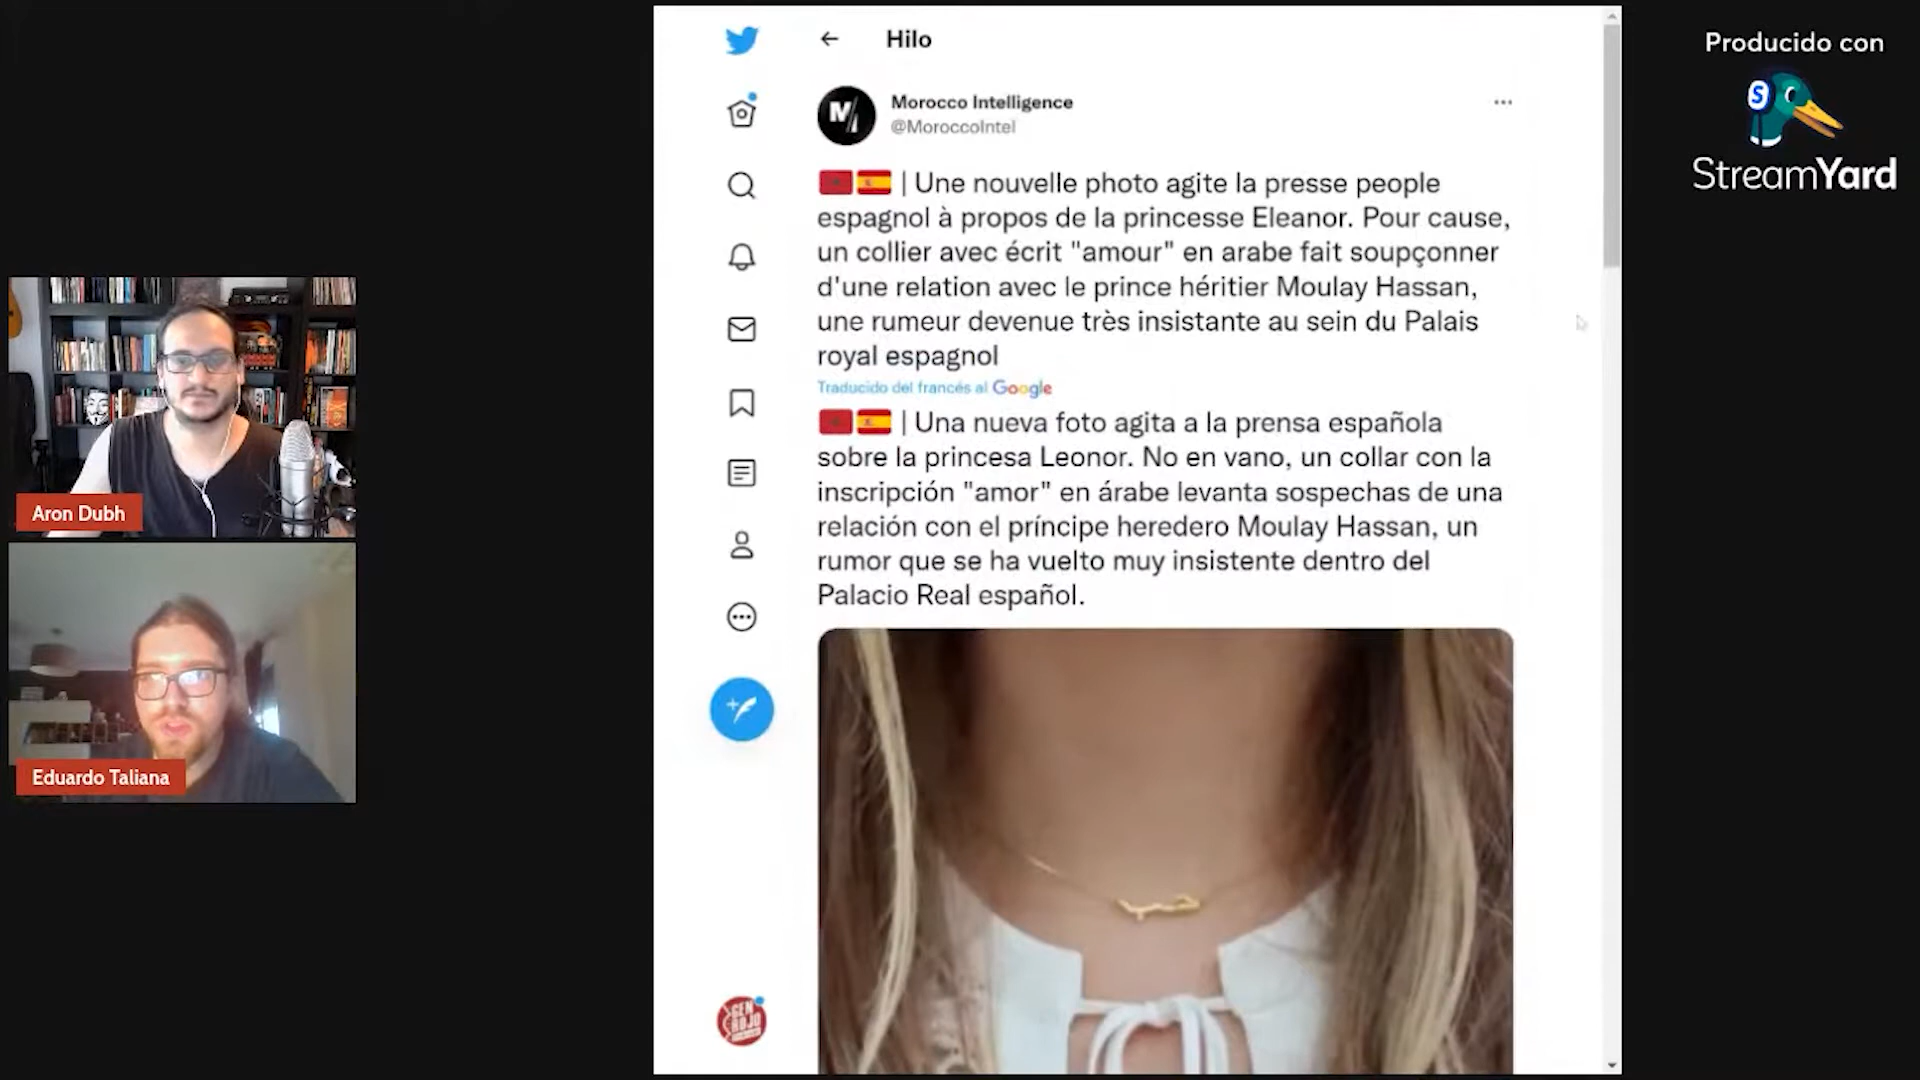 Hilo
Morocco Intelligence
@MoroccoIntel
| Une nouvelle photo agite la presse people
espagnol à propos de la princesse Eleanor. Pour cause,
un collier avec écrit "amour" en arabe fait soupçonner
d'une relation avec le prince héritier Moulay Hassan,
une rumeur devenue très insistante au sein du Palais
royal espagnol
Traducido del francés al Google
| Una nueva foto agita a la prensa española
sobre la princesa Leonor. No en vano, un collar con la
inscripción "amor" en árabe levanta sospechas de una
relación con el príncipe heredero Moulay Hassan, un
rumor que se ha vuelto muy insistente dentro del
Palacio Real español.
Aron Dubh
Eduardo Taliana
GEN
ROJO
Producido con
S
StreamYard